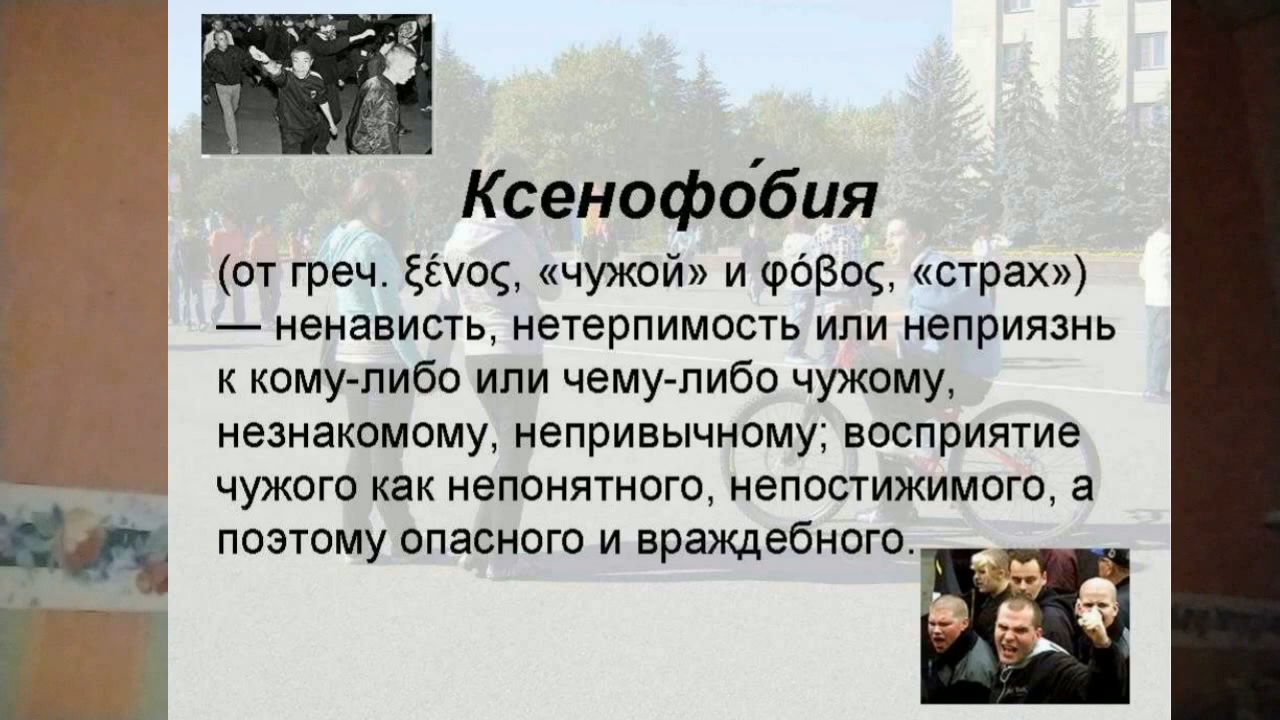 Ксенофо́бия
(от греч. ξένος, «чужой» и φόβος, «страх»)
— ненависть, нетерпимость или неприязнь
к кому-либо или чему-либо чужому,
незнакомому, непривычному; восприятие
чужого как непонятного, непостижимого, а
поэтому опасного и враждебного.